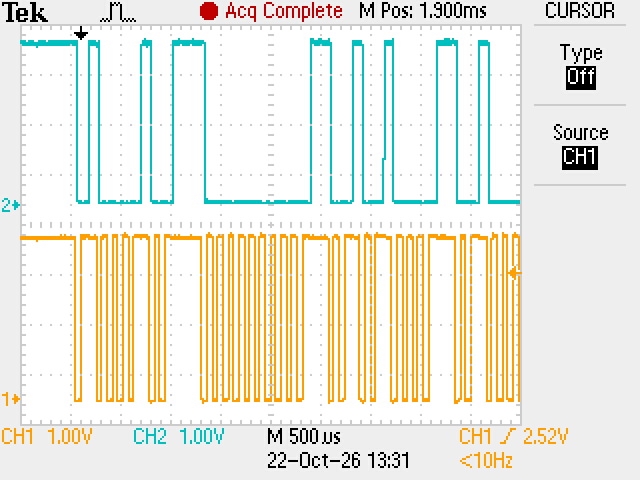 Tek Acq Complete M Pos: 1.900ms CURSOR
Type
Off
Source
CH1
2
1
CH1 1.00V CH2 1.00V M 500µs CH1 2.52V
22-Oct-26 13:31 <10Hz